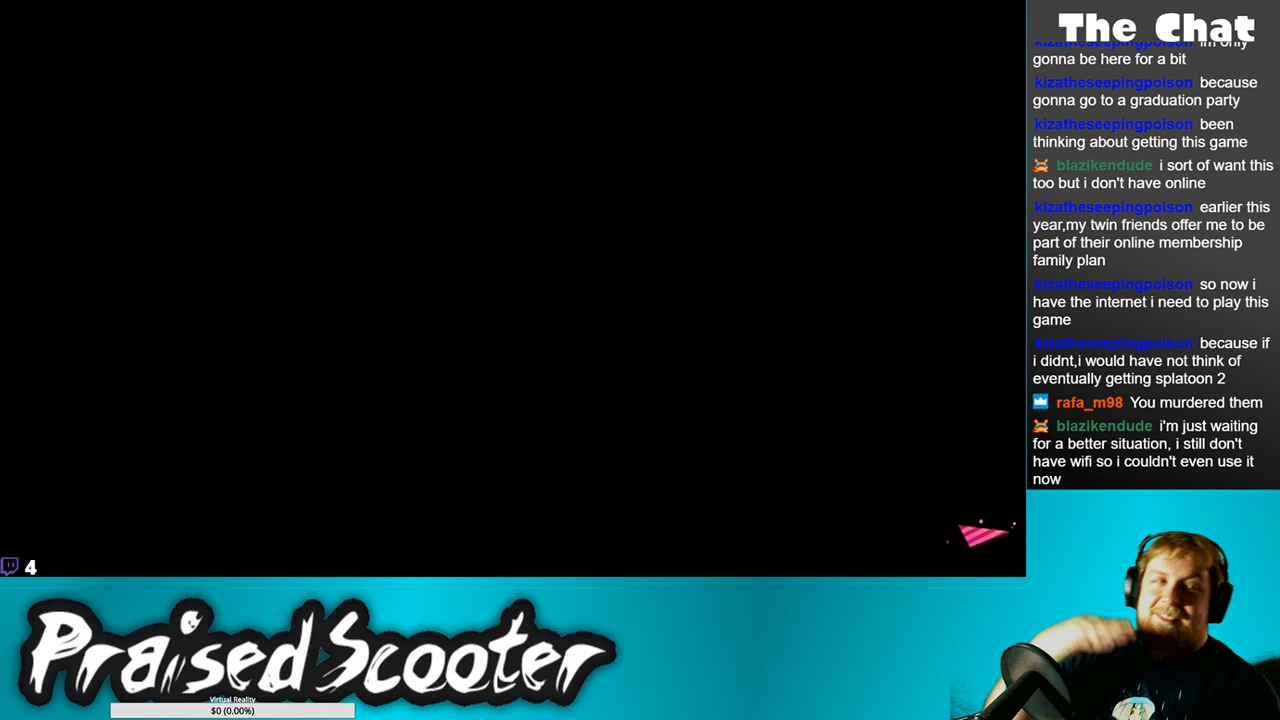 The Chat
kizatheseepingpoison im only
gonna be here for a bit
kizatheseepingpoison because
gonna go to a graduation party
kizatheseepingpoison been
thinking about getting this game
blazikendude i sort of want this
too but i don't have online
kizatheseepingpoison earlier this
year,my twin friends offer me to be
part of their online membership
family plan
kizatheseepingpoison so now i
have the internet i need to play this
game
kizatheseepingpoison because if
i didnt,i would have not think of
eventually getting splatoon 2
rafa_m98 You murdered them
blazikendude i'm just waiting
for a better situation, i still don't
have wifi so i couldn't even use it
now
4
PraisedScooter
Virtual Reality
$0 (0.00%)